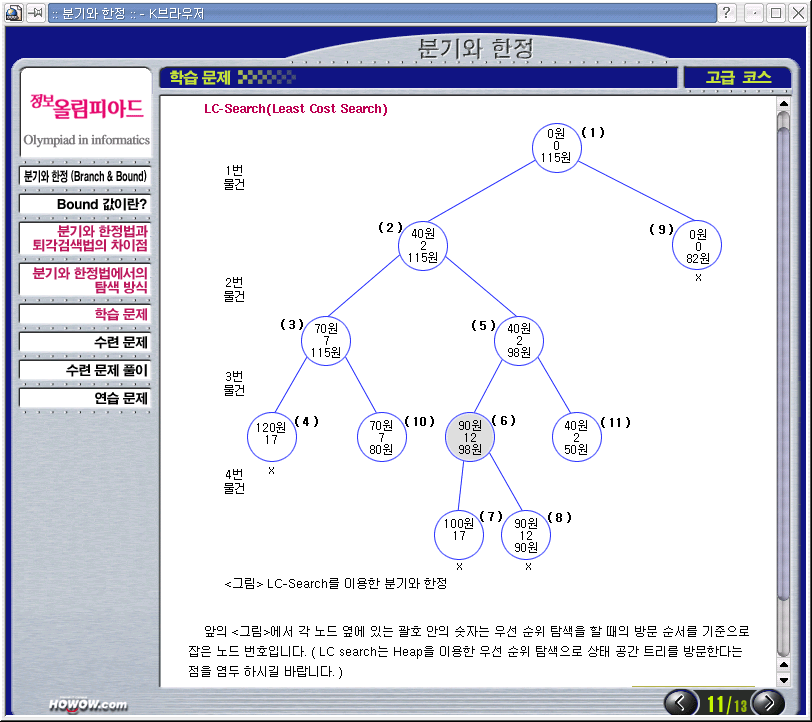 :: 분기와 한정 :: - K브라우저
분기와 한정
정보올림피아드
Olympiad in informatics
분기와 한정 (Branch & Bound)
Bound 값이란?
분기와 한정법과
퇴각검색법의 차이점
분기와 한정법에서의
탐색 방식
학습 문제
수련 문제
수련 문제 풀이
연습 문제
HOWOW.com
학습 문제
고급 코스
LC-Search(Least Cost Search)
0원
0
115원
(1)
1번
물건
(2)
40원
2
115원
(9)
0원
0
82원
x
2번
물건
(3)
70원
7
115원
(5)
40원
2
98원
3번
물건
120원
17
(4)
x
70원
7
80원
(10)
90원
12
98원
(6)
40원
2
50원
(11)
4번
물건
100원
17
(7)
x
90원
12
90원
(8)
x
<그림> LC-Search를 이용한 분기와 한정
앞의 <그림>에서 각 노드 옆에 있는 괄호 안의 숫자는 우선 순위 탐색을 할 때의 방문 순서를 기준으로
잡은 노드 번호입니다. ( LC search는 Heap을 이용한 우선 순위 탐색으로 상태 공간 트리를 방문한다는
점을 염두 하시길 바랍니다. )
11/13